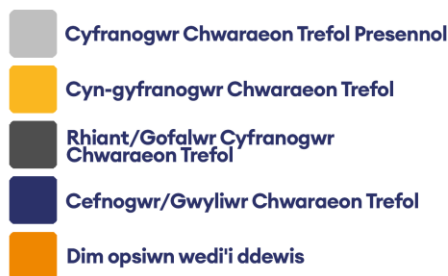 Cyfranogwr Chwaraeon Trefol Presennol
Cyn-gyfranogwr Chwaraeon Trefol
Rhiant/Gofalwr Cyfranogwr
Chwaraeon Trefol
Cefnogwr/Gwyliwr Chwaraeon Trefol
Dim opsiwn wedi'i ddewis